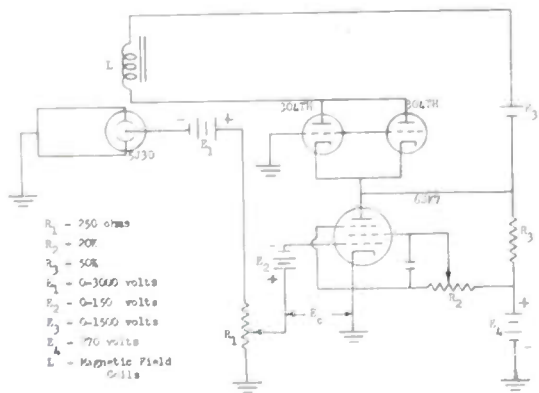 L
304TH 304TH
- +
E3
5J30
E1
R1 - 250 ohms
R2 - 20K
R3 - 50K
E1 - 0-3000 volts
E2 - 0-150 volts
E3 - 0-1500 volts
E4 - 270 volts
L - Magnetic Field
Coils
-
E2
+
R3
R2
+
R1
Ec
E4
-